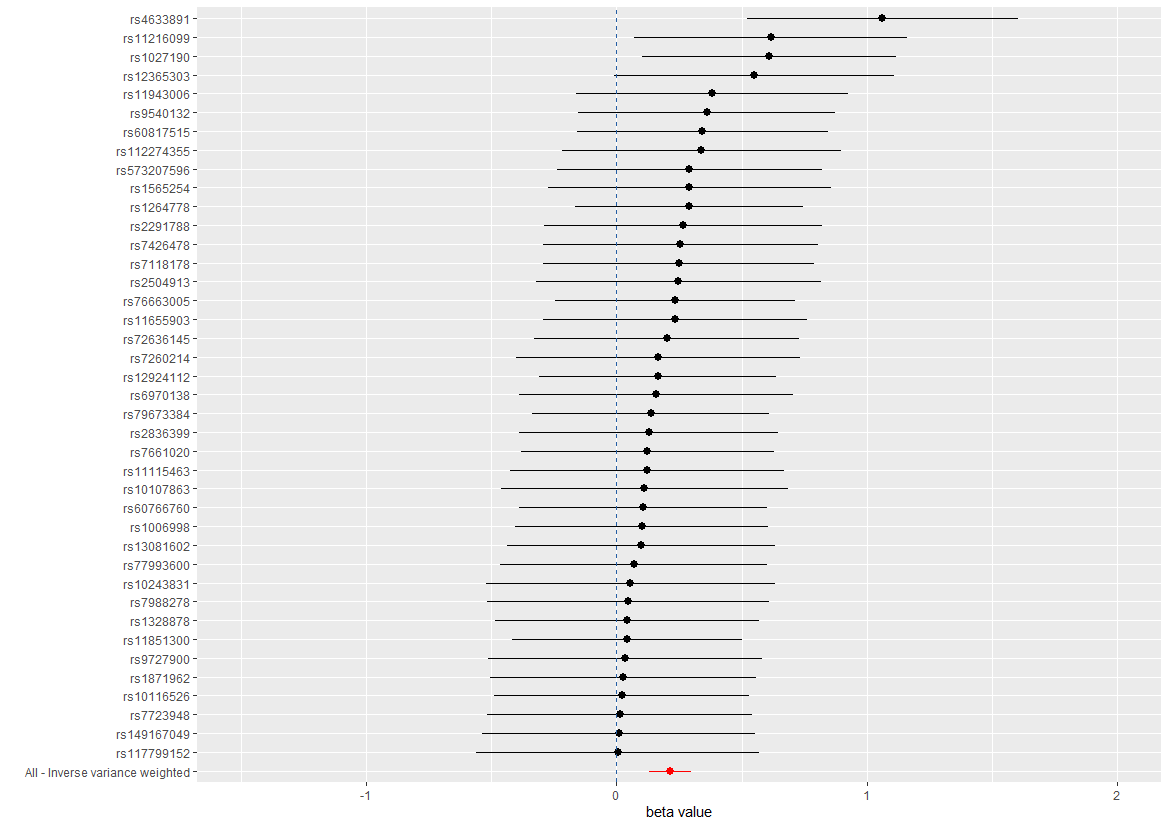 rs4633891
rs11216099
rs1027190
rs12365303
rs11943006
rs9540132
rs60817515
rs112274355
rs573207596
rs1565254
rs1264778
rs2291788
rs7426478
rs7118178
rs2504913
rs76663005
rs11655903
rs72636145
rs7260214
rs12924112
rs6970138
rs79673384
rs2836399
rs7661020
rs11115463
rs10107863
rs60766760
rs1006998
rs13081602
rs77993600
rs10243831
rs7988278
rs1328878
rs11851300
rs9727900
rs1871962
rs10116526
rs7723948
rs149167049
rs117799152
All - Inverse variance weighted
-1 0 1 2
beta value